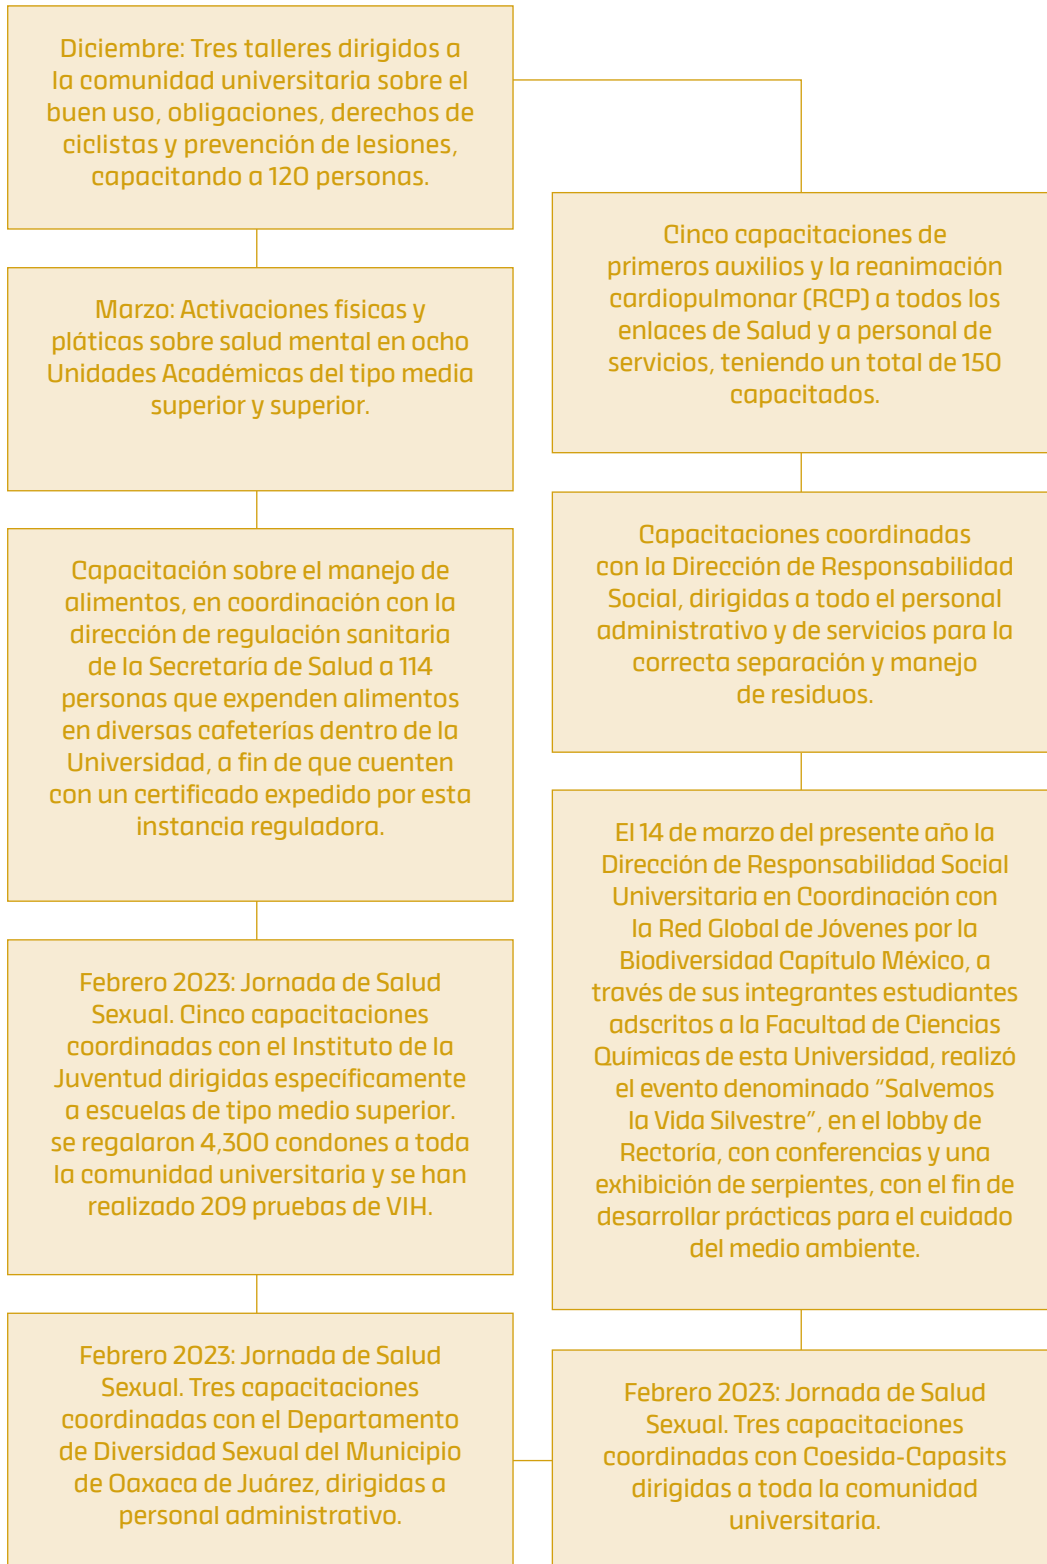 Diciembre: Tres talleres dirigidos a
la comunidad universitaria sobre el
buen uso, obligaciones, derechos de
ciclistas y prevención de lesiones,
capacitando a 120 personas.
Marzo: Activaciones físicas y
pláticas sobre salud mental en ocho
Unidades Académicas del tipo media
superior y superior.
Capacitación sobre el manejo de
alimentos, en coordinación con la
dirección de regulación sanitaria
de la Secretaría de Salud a 114
personas que expenden alimentos
en diversas cafeterías dentro de la
Universidad, a fin de que cuenten
con un certificado expedido por esta
instancia reguladora.
Febrero 2023: Jornada de Salud
Sexual. Cinco capacitaciones
coordinadas con el Instituto de la
Juventud dirigidas específicamente
a escuelas de tipo medio superior.
se regalaron 4,300 condones a toda
la comunidad universitaria y se han
realizado 209 pruebas de VIH.
Febrero 2023: Jornada de Salud
Sexual. Tres capacitaciones
coordinadas con el Departamento
de Diversidad Sexual del Municipio
de Oaxaca de Juárez, dirigidas a
personal administrativo.
Cinco capacitaciones de
primeros auxilios y la reanimación
cardiopulmonar (RCP) a todos los
enlaces de Salud y a personal de
servicios, teniendo un total de 150
capacitados.
Capacitaciones coordinadas
con la Dirección de Responsabilidad
Social, dirigidas a todo el personal
administrativo y de servicios para la
correcta separación y manejo
de residuos.
El 14 de marzo del presente año la
Dirección de Responsabilidad Social
Universitaria en Coordinación con
la Red Global de Jóvenes por la
Biodiversidad Capítulo México, a
través de sus integrantes estudiantes
adscritos a la Facultad de Ciencias
Químicas de esta Universidad, realizó
el evento denominado “Salvemos
la Vida Silvestre”, en el lobby de
Rectoría, con conferencias y una
exhibición de serpientes, con el fin de
desarrollar prácticas para el cuidado
del medio ambiente.
Febrero 2023: Jornada de Salud
Sexual. Tres capacitaciones
coordinadas con Coesida-Capasits
dirigidas a toda la comunidad
universitaria.